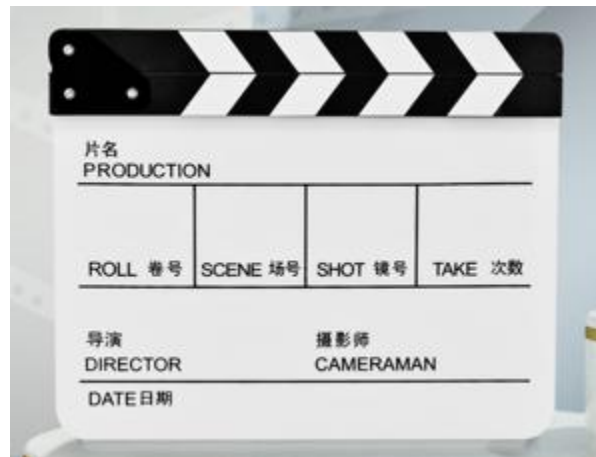 片名
PRODUCTION
ROLL 卷号 SCENE 场号 SHOT 镜号 TAKE 次数
导演 摄影师
DIRECTOR CAMERAMAN
DATE日期